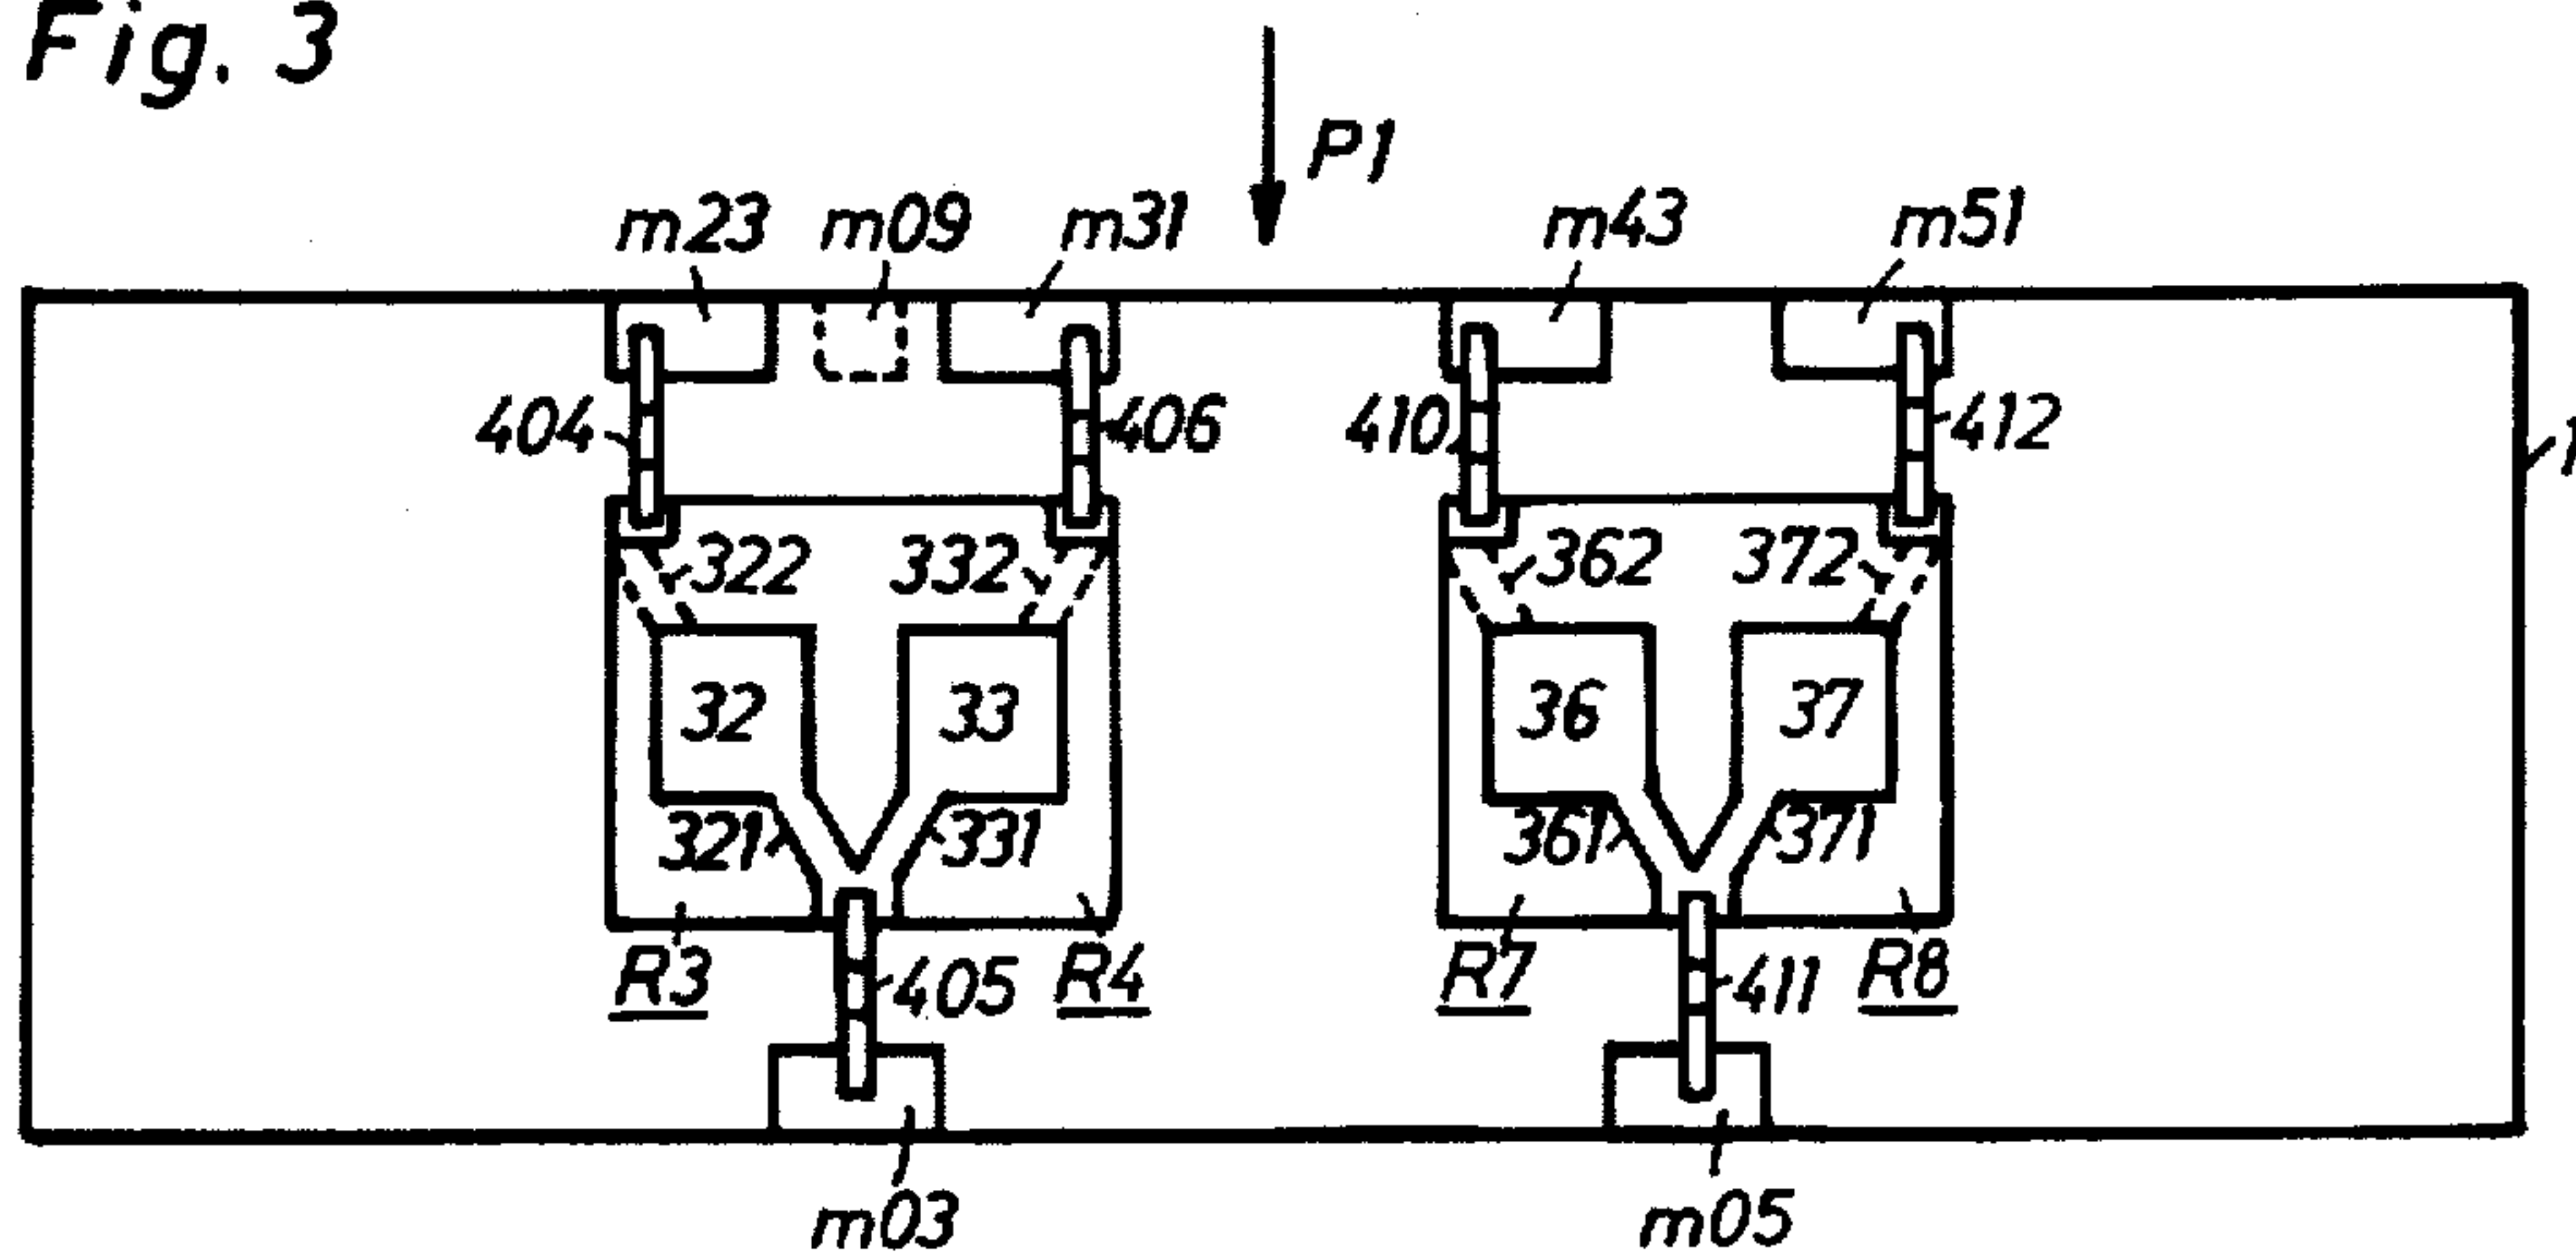 Fig. 3
P1
m23 m09 m31 m43 m51
404 406 410 412 1
322 332 362 372
32 33 36 37
321 331 361 371
R3 405 R4 R7 411 R8
m03 m05